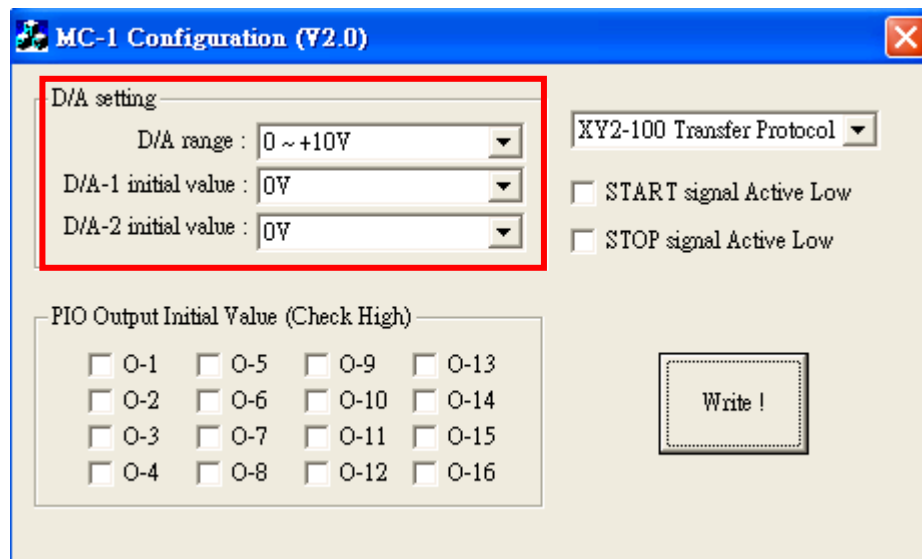 MC-1 Configuration (V2.0)
D/A setting
D/A range : 0 ~ +10V
D/A-1 initial value : 0V
D/A-2 initial value : 0V
XY2-100 Transfer Protocol
START signal Active Low
STOP signal Active Low
PIO Output Initial Value (Check High)
O-1 O-5 O-9 O-13
O-2 O-6 O-10 O-14
O-3 O-7 O-11 O-15
O-4 O-8 O-12 O-16
Write !